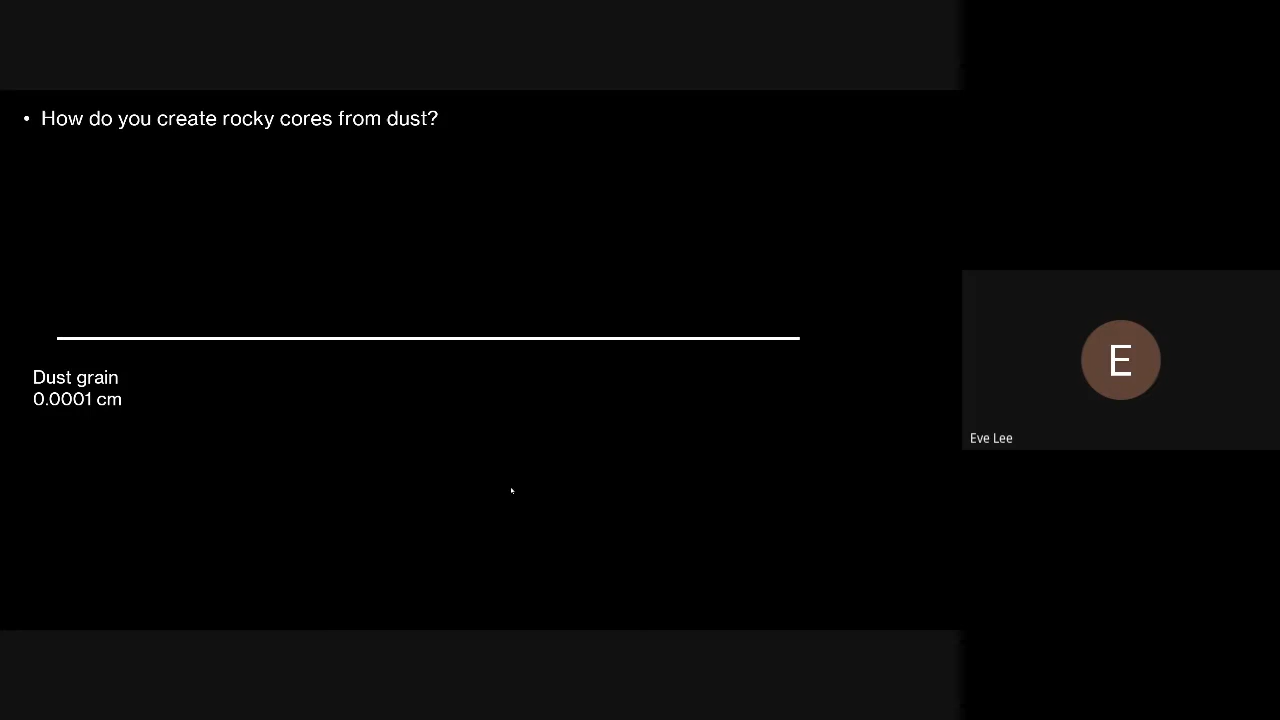 • How do you create rocky cores from dust?
Dust grain
0.0001 cm
E
Eve Lee